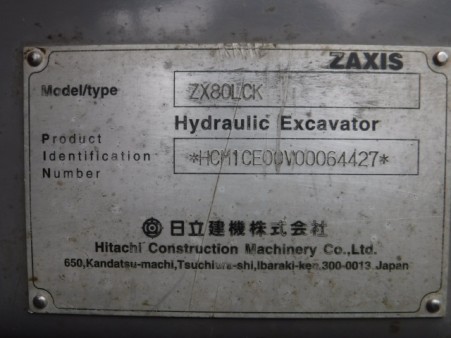 ZAXIS
Model/type ZX80LCK
Hydraulic Excavator
Product
Identification *HCM1CE00V00064427*
Number
日立建機株式会社
Hitachi Construction Machinery Co.,Ltd.
650,Kandatsu-machi,Tsuchiura-shi,Ibaraki-ken,300-0013,Japan